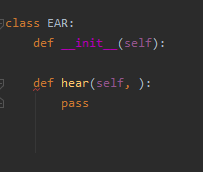 class EAR:
    def __init__(self):
    def hear(self, ):
        pass